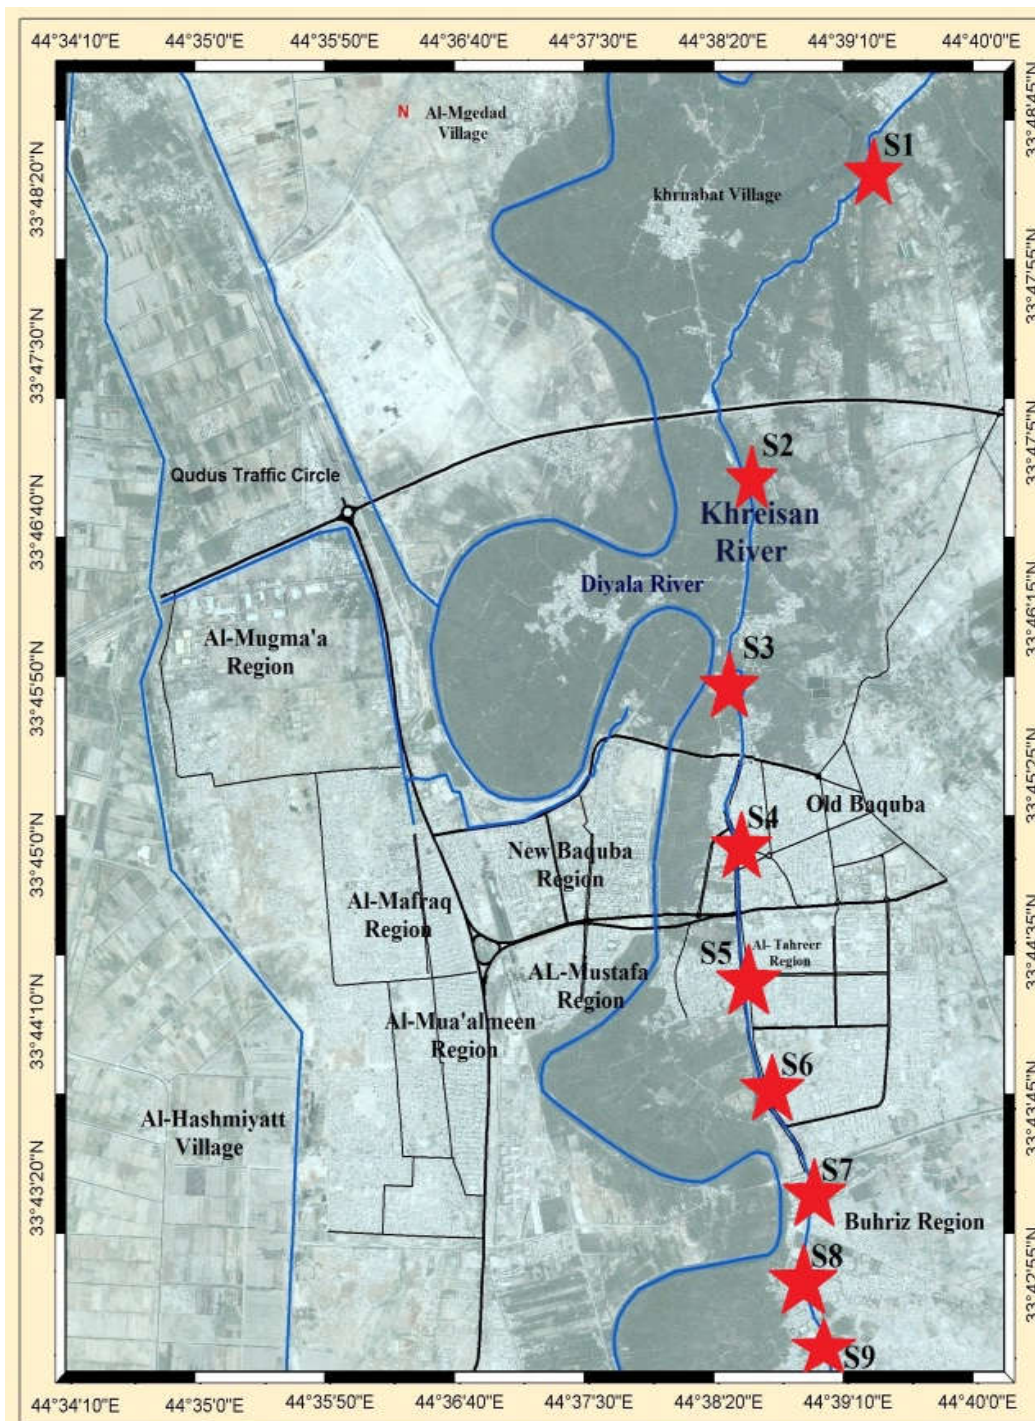 44°34'10"E 44°35'0"E 44°35'50"E 44°36'40"E 44°37'30"E 44°38'20"E 44°39'10"E 44°40'0"E
33°48'20"N
33°47'30"N
33°46'40"N
33°45'50"N
33°45'0"N
33°44'10"N
33°43'20"N
N
Al-Mgedad
Village
S1
khrnabat Village
S2
Qudus Traffic Circle
Khreisan
River
Diyala River
Al-Mugma'a
Region
S3
Old Baquba
S4
New Baquba
Region
Al-Mafraq
Region
S5
Al- Tahreer
Region
AL-Mustafa
Region
Al-Mua'almeen
Region
S6
Al-Hashmiyatt
Village
S7
Buhriz Region
S8
S9
33°48'45"N
33°47'55"N
33°47'5"N
33°46'15"N
33°45'25"N
33°44'35"N
33°43'45"N
33°42'55"N
44°34'10"E 44°35'0"E 44°35'50"E 44°36'40"E 44°37'30"E 44°38'20"E 44°39'10"E 44°40'0"E